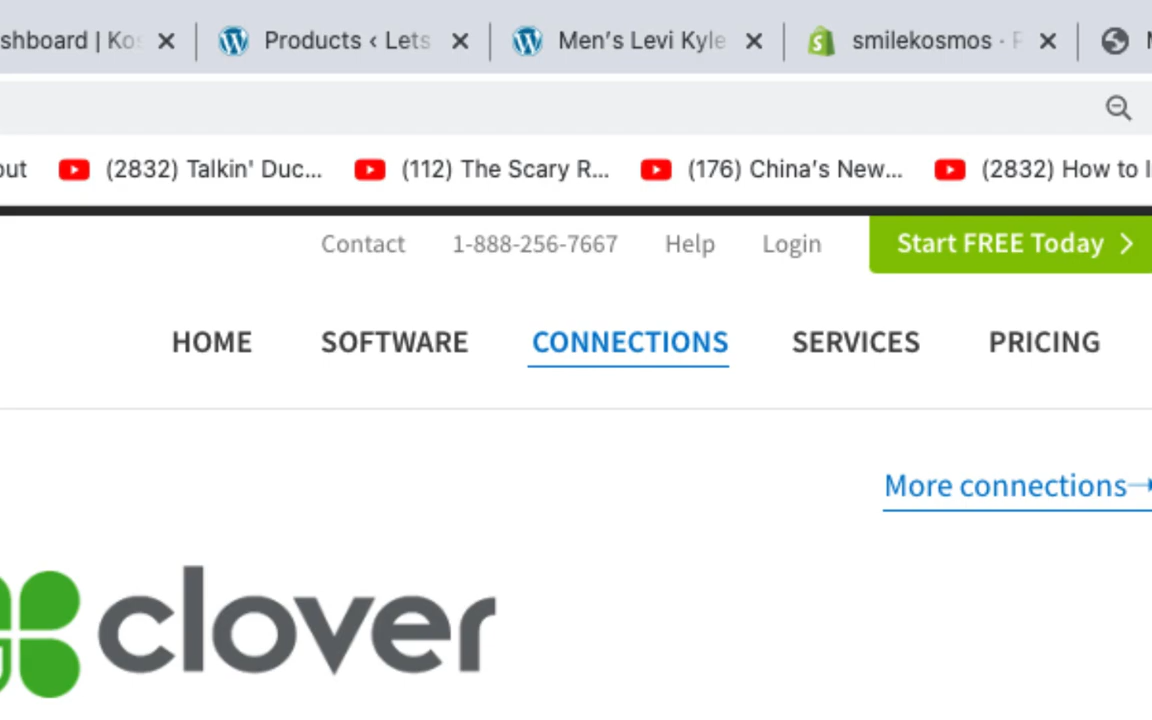 shboard | Kos Products ‹ Lets Men's Levi Kyle smilekosmos ·
out (2832) Talkin' Duc... (112) The Scary R... (176) China's New... (2832) How to I
Contact 1-888-256-7667 Help Login Start FREE Today
HOME SOFTWARE CONNECTIONS SERVICES PRICING
More connections→
clover